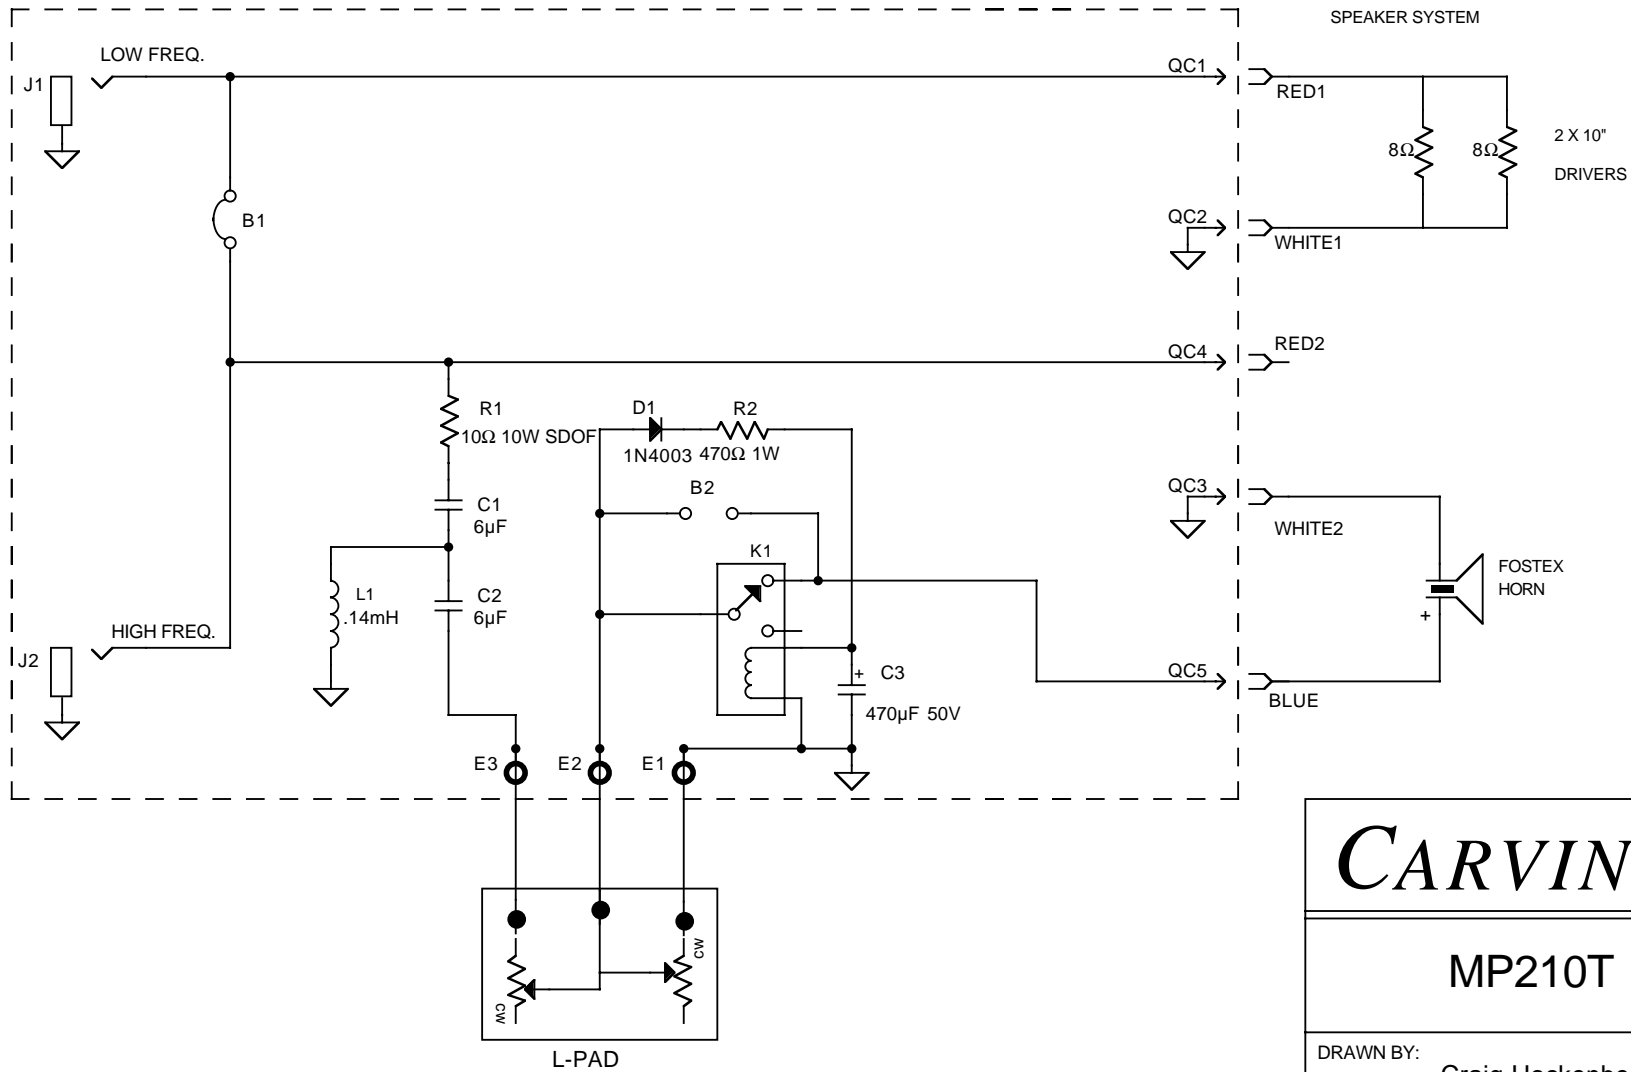 SPEAKER SYSTEM
LOW FREQ.
J1
QC1
RED1
8Ω
8Ω
2 X 10"
DRIVERS
B1
QC2
WHITE1
QC4
RED2
R1
10Ω 10W SDOF
D1
1N4003
R2
470Ω 1W
B2
C1
6µF
QC3
WHITE2
K1
L1
.14mH
C2
6µF
FOSTEX
HORN
+
HIGH FREQ.
J2
+
C3
470µF 50V
QC5
BLUE
E3
E2
E1
CW
CW
L-PAD
CARVIN
MP210T
DRAWN BY:
Craig